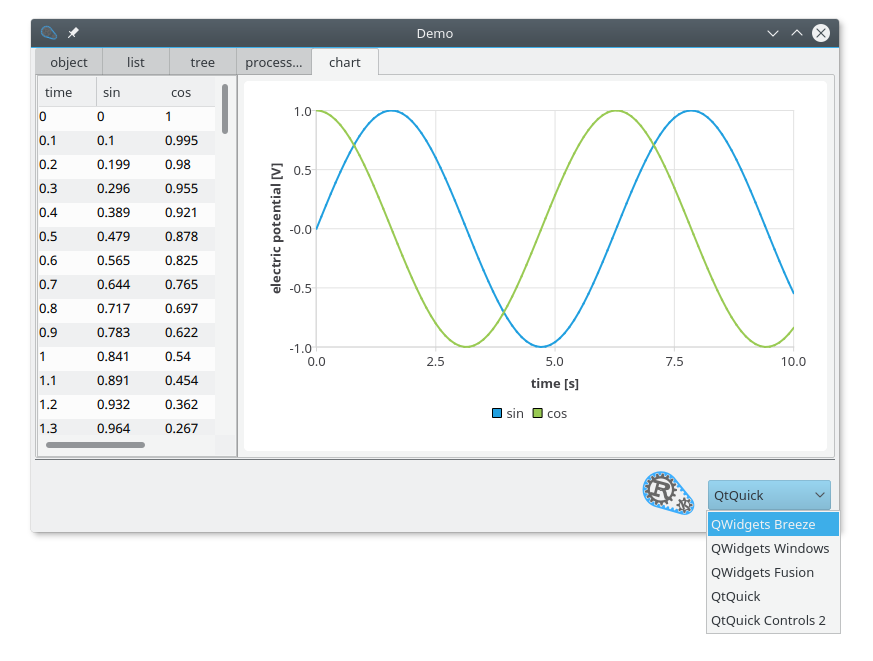 Demo
object list tree process... chart
time sin cos
0 0 1
0.1 0.1 0.995
0.2 0.199 0.98
0.3 0.296 0.955
0.4 0.389 0.921
0.5 0.479 0.878
0.6 0.565 0.825
0.7 0.644 0.765
0.8 0.717 0.697
0.9 0.783 0.622
1 0.841 0.54
1.1 0.891 0.454
1.2 0.932 0.362
1.3 0.964 0.267
electric potential [V]
1.0
0.5
-0.0
-0.5
-1.0
0.0 2.5 5.0 7.5 10.0
time [s]
sin cos
R
QtQuick
QWidgets Breeze
QWidgets Windows
QWidgets Fusion
QtQuick
QtQuick Controls 2